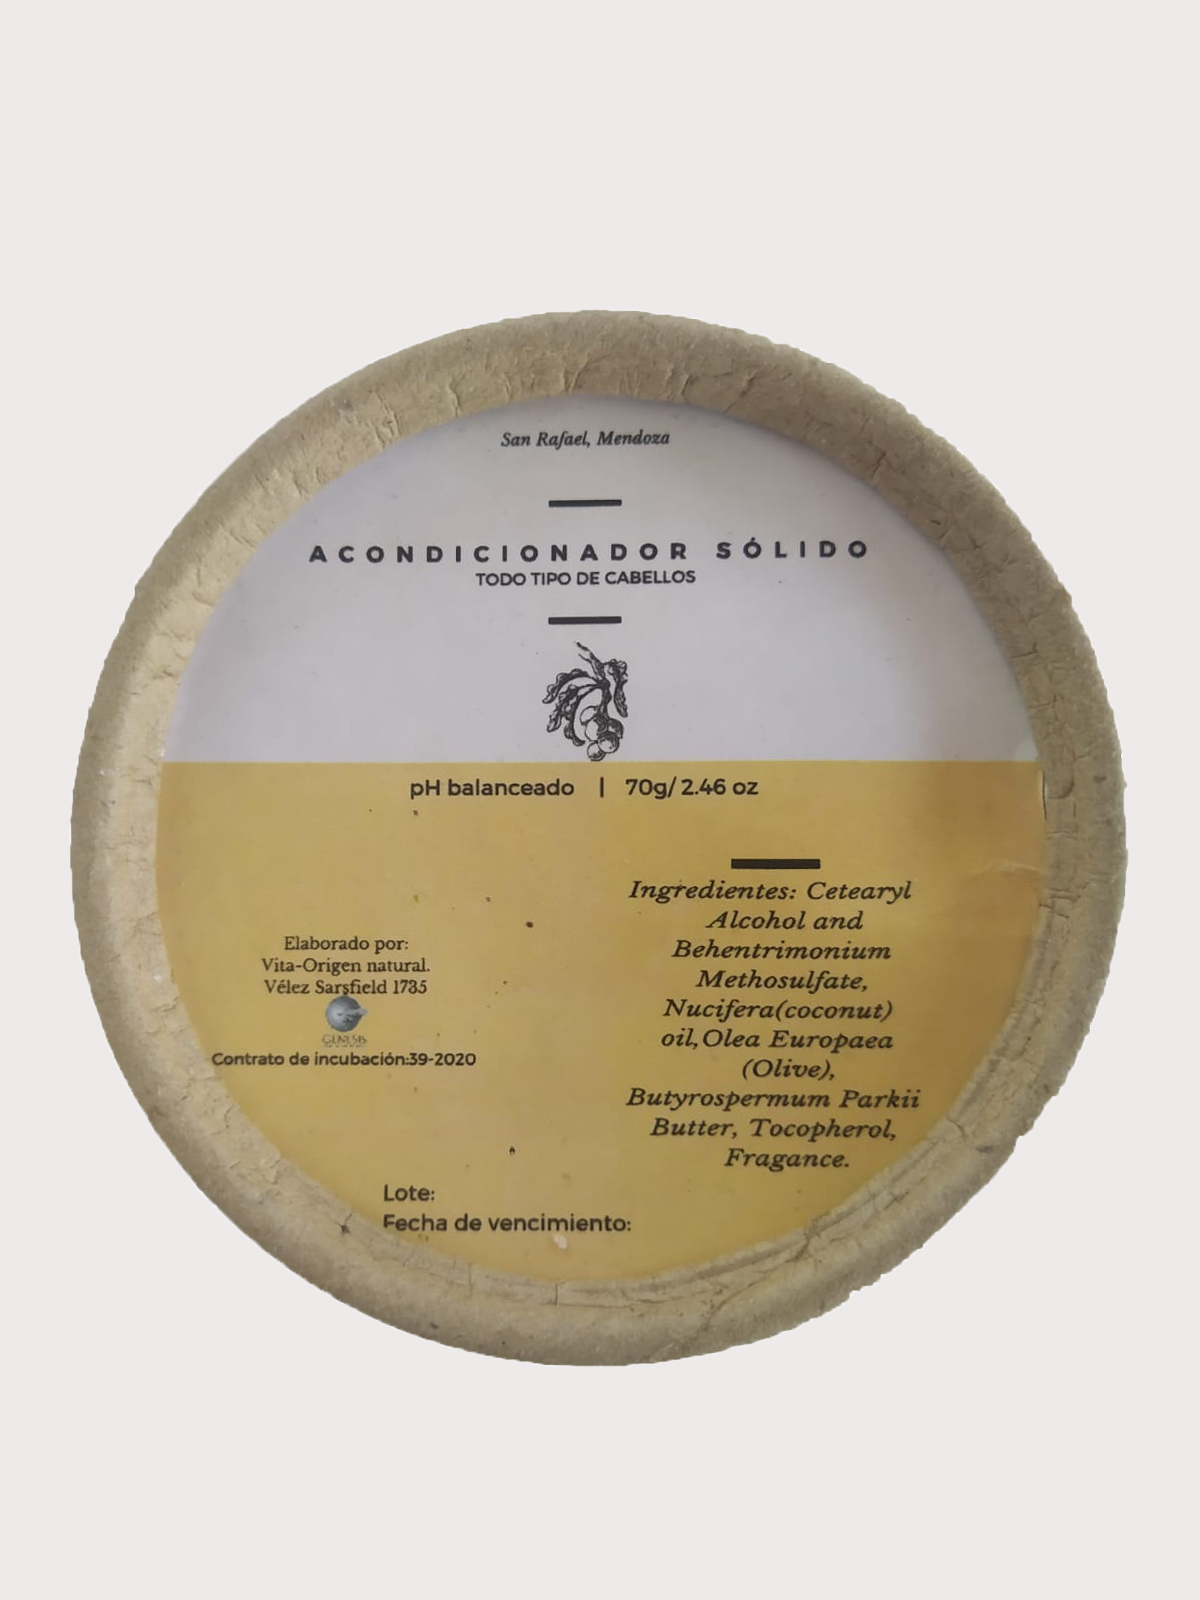 San Rafael, Mendoza
ACONDICIONADOR SÓLIDO
TODO TIPO DE CABELLOS
pH balanceado | 70g/ 2.46 oz
Ingredientes: Cetearyl
Alcohol and
Behentrimonium
Methosulfate,
Nucifera(coconut)
oil,Olea Europaea
(Olive),
Butyrospermum Parkii
Butter, Tocopherol,
Fragance.
Elaborado por:
Vita-Origen natural.
Vélez Sarsfield 1735
GENESIS
Contrato de incubación:39-2020
Lote:
Fecha de vencimiento: